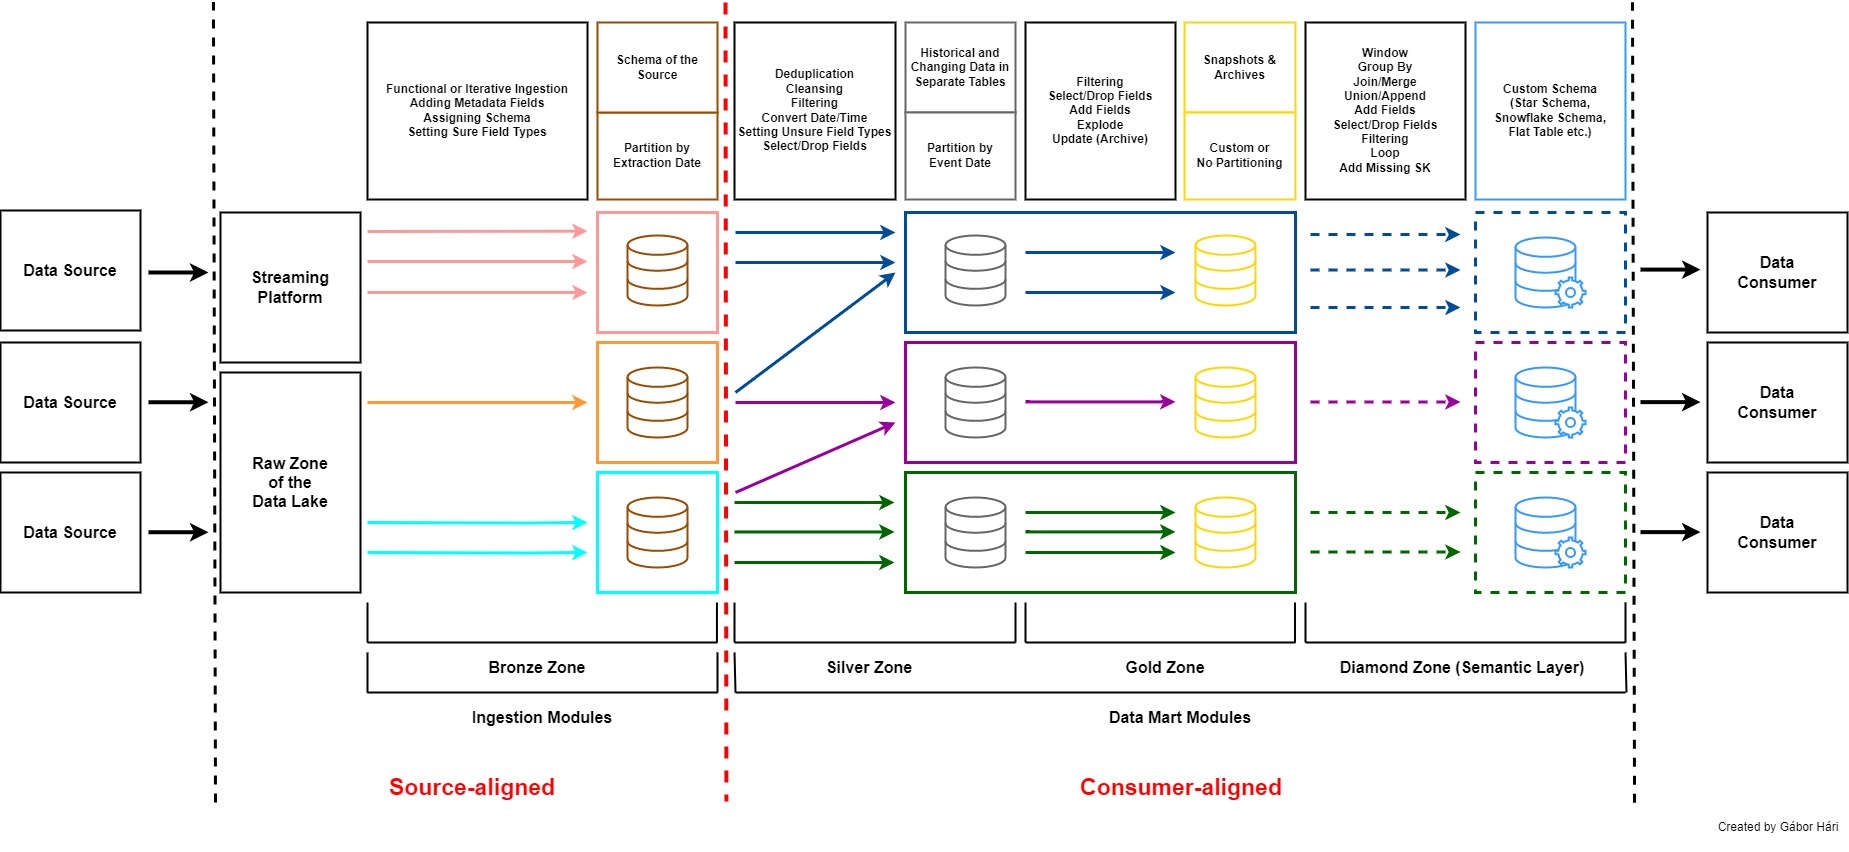 Functional or Iterative Ingestion
Adding Metadata Fields
Assigning Schema
Setting Sure Field Types
Schema of the
Source
Partition by
Extraction Date
Deduplication
Cleansing
Filtering
Convert Date/Time
Setting Unsure Field Types
Select/Drop Fields
Historical and
Changing Data in
Separate Tables
Partition by
Event Date
Filtering
Select/Drop Fields
Add Fields
Explode
Update (Archive)
Snapshots &
Archives
Custom or
No Partitioning
Window
Group By
Join/Merge
Union/Append
Add Fields
Select/Drop Fields
Filtering
Loop
Add Missing SK
Custom Schema
(Star Schema,
Snowflake Schema,
Flat Table etc.)
Data Source
Data Source
Data Source
Streaming
Platform
Raw Zone
of the
Data Lake
Data
Consumer
Data
Consumer
Data
Consumer
Bronze Zone
Silver Zone
Gold Zone
Diamond Zone (Semantic Layer)
Ingestion Modules
Data Mart Modules
Source-aligned
Consumer-aligned
Created by Gábor Hári